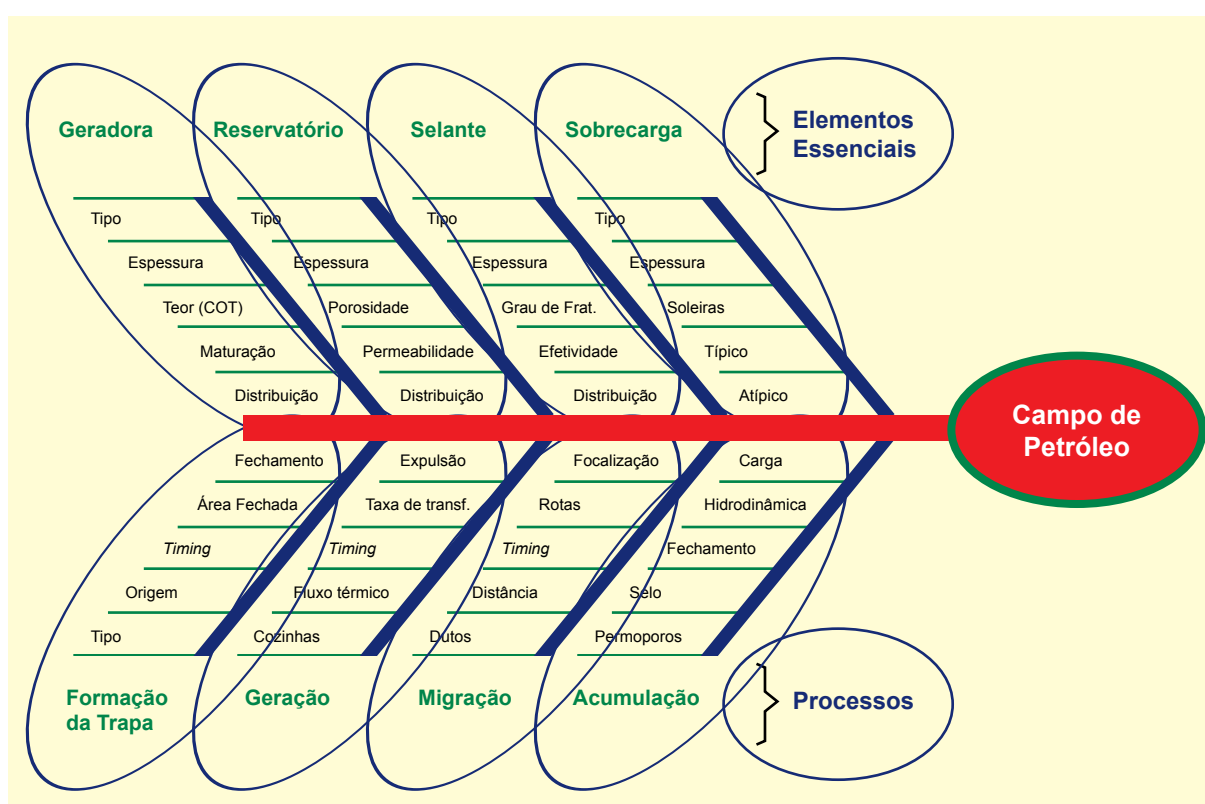 Geradora
Reservatório
Selante
Sobrecarga
Elementos
Essenciais
Tipo
Tipo
Tipo
Tipo
Espessura
Espessura
Espessura
Espessura
Teor (COT)
Porosidade
Grau de Frat.
Soleiras
Maturação
Permeabilidade
Efetividade
Típico
Distribuição
Distribuição
Distribuição
Atípico
Campo de
Petróleo
Fechamento
Expulsão
Focalização
Carga
Área Fechada
Taxa de transf.
Rotas
Hidrodinâmica
Timing
Timing
Timing
Fechamento
Origem
Fluxo térmico
Distância
Selo
Tipo
Cozinhas
Dutos
Permoporos
Formação
da Trapa
Geração
Migração
Acumulação
Processos